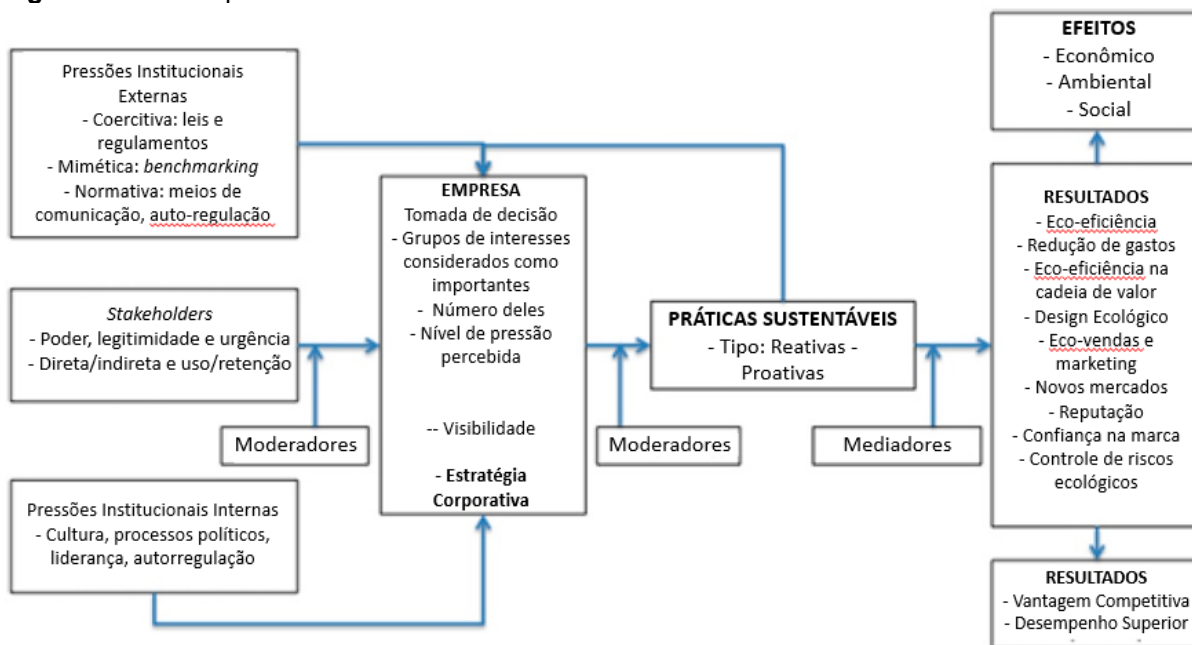 Pressões Institucionais
Externas
- Coercitiva: leis e
regulamentos
- Mimética: benchmarking
- Normativa: meios de
comunicação, auto-regulação
Stakeholders
- Poder, legitimidade e urgência
- Direta/indireta e uso/retenção
Moderadores
Pressões Institucionais Internas
- Cultura, processos políticos,
liderança, autorregulação
EMPRESA
Tomada de decisão
- Grupos de interesses
considerados como
importantes
- Número deles
- Nível de pressão
percebida
-- Visibilidade
- Estratégia
Corporativa
Moderadores
PRÁTICAS SUSTENTÁVEIS
- Tipo: Reativas -
Proativas
Mediadores
EFEITOS
- Econômico
- Ambiental
- Social
RESULTADOS
- Eco-eficiência
- Redução de gastos
- Eco-eficiência na
cadeia de valor
- Design Ecológico
- Eco-vendas e
marketing
- Novos mercados
- Reputação
- Confiança na marca
- Controle de riscos
ecológicos
RESULTADOS
- Vantagem Competitiva
- Desempenho Superior